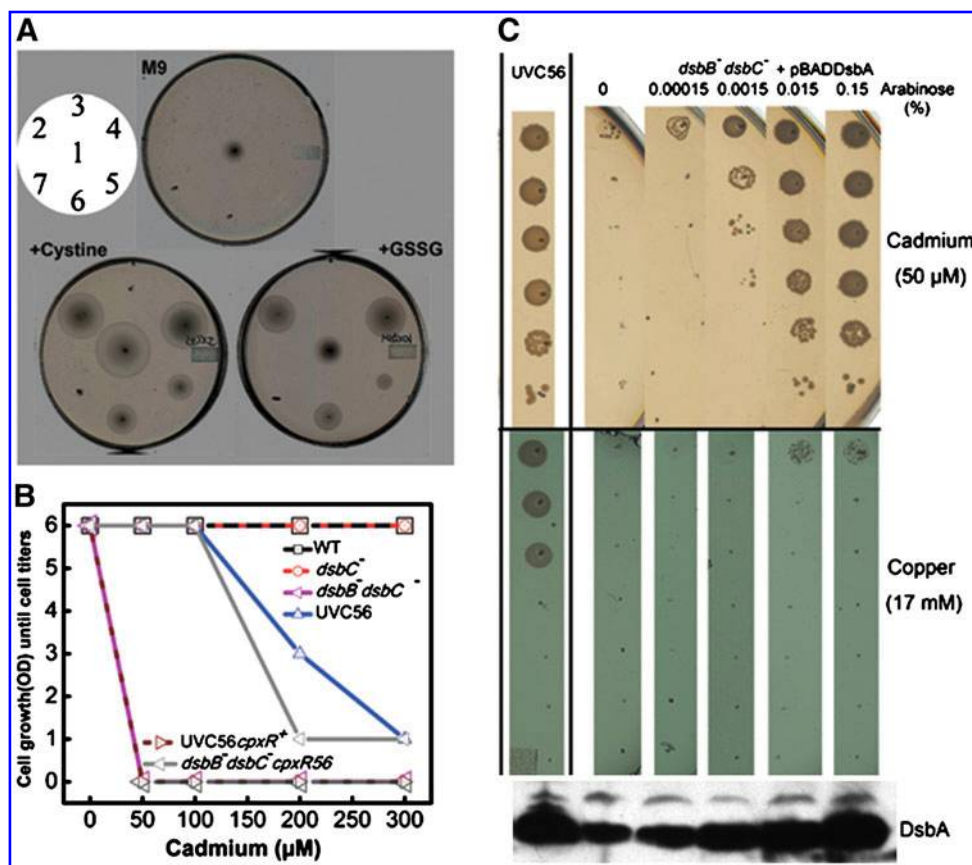 A
M9
3
2 4
1
7 5
6
+Cystine
+GSSG
B
Cell growth(OD) until cell titers
6
5
4
3
2
1
0
WT
dsbC⁻
dsbB⁻dsbC⁻
UVC56
UVC56cpxR⁺
dsbB⁻dsbC⁻cpxR56
0 50 100 150 200 250 300
Cadmium (µM)
C
UVC56
dsbB⁻ dsbC⁻ + pBADDsbA
0 0.00015 0.0015 0.015 0.15 Arabinose
(%)
Cadmium
(50 µM)
Copper
(17 mM)
DsbA